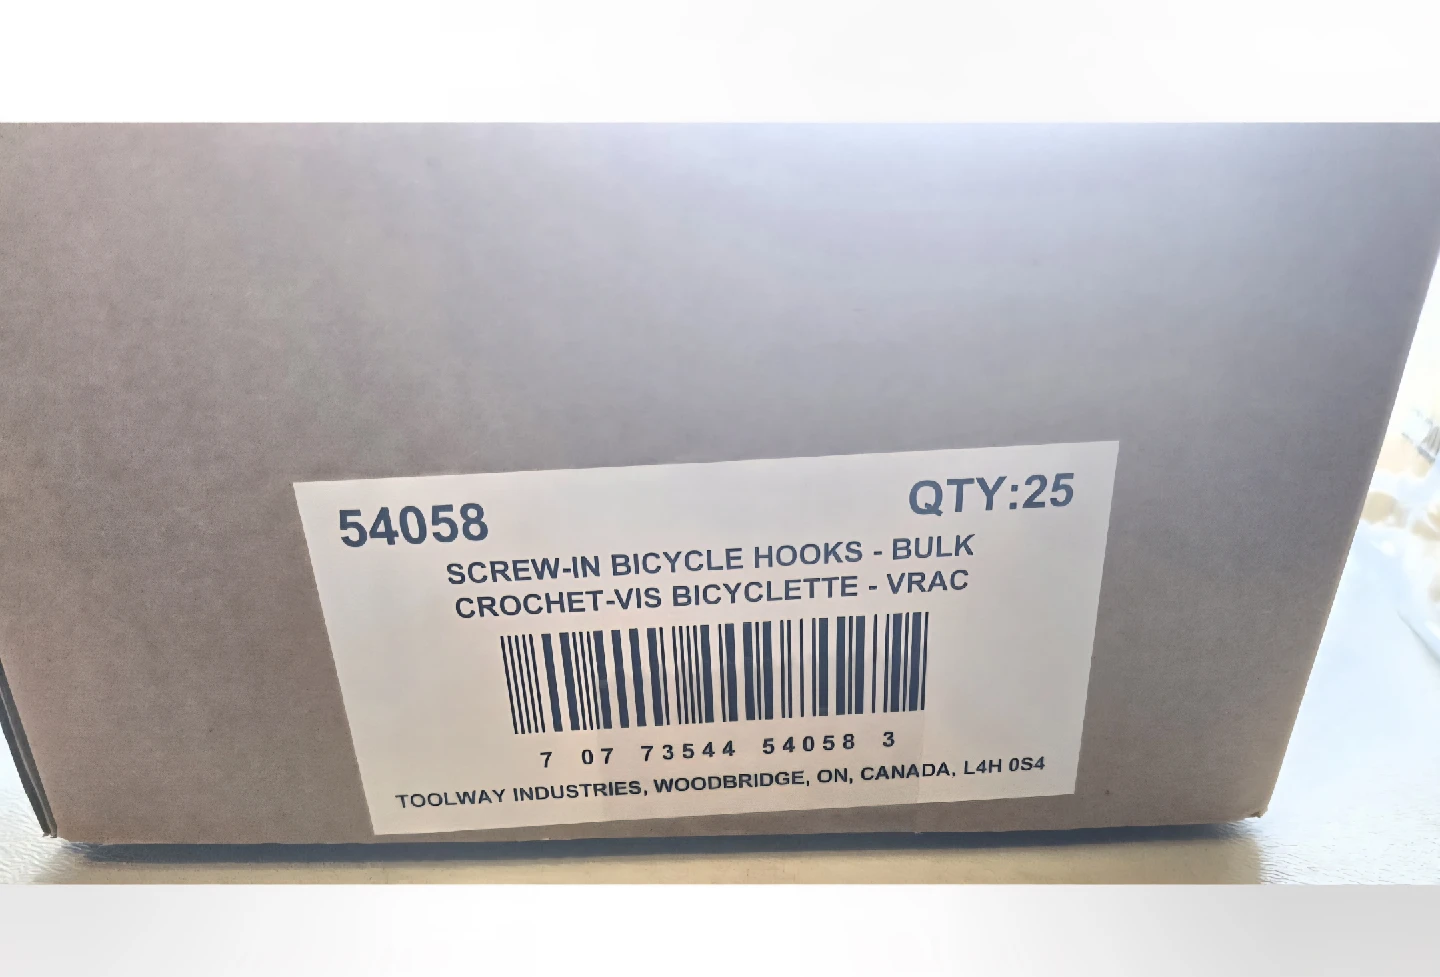 54058 QTY:25
SCREW-IN BICYCLE HOOKS - BULK
CROCHET-VIS BICYCLETTE - VRAC
7 07 73544 54058 3
TOOLWAY INDUSTRIES, WOODBRIDGE, ON, CANADA, L4H 0S4